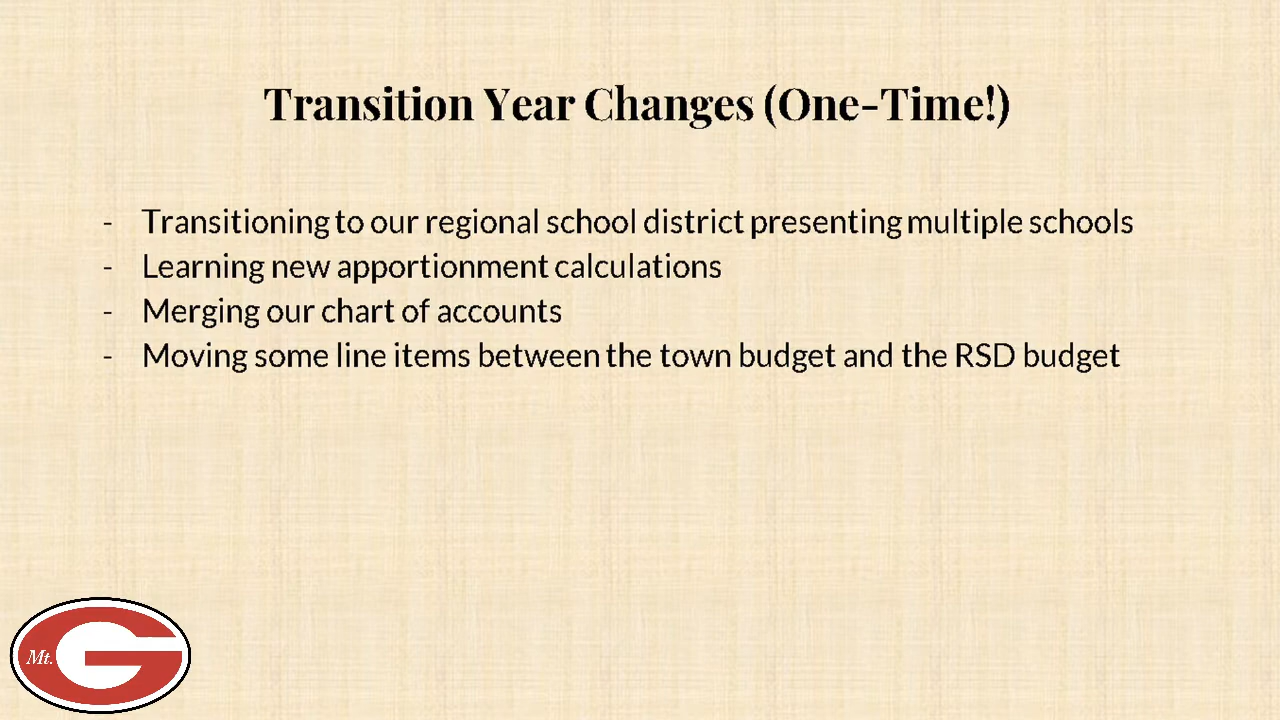 Transition Year Changes (One-Time!)
- Transitioning to our regional school district presenting multiple schools
- Learning new apportionment calculations
- Merging our chart of accounts
- Moving some line items between the town budget and the RSD budget
Mt. G